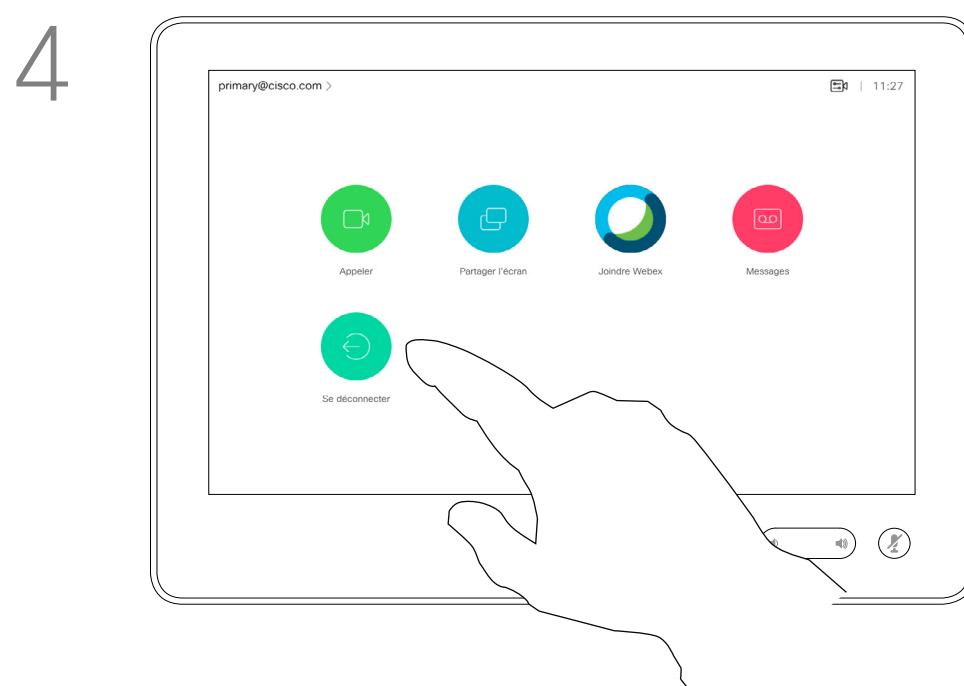 4
primary@cisco.com >
11:27
Appeler
Partager l'écran
Joindre Webex
Messages
Se déconnecter